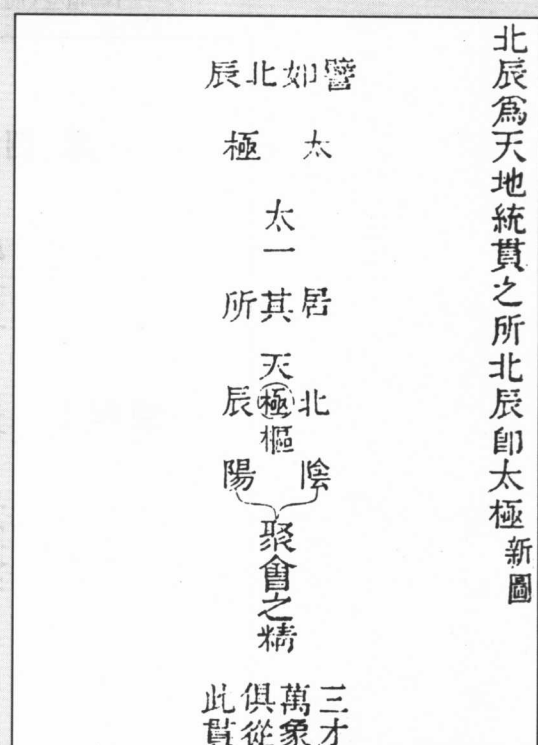 北辰爲天地統貫之所北辰卽太極新圖
譬如北辰
太極
太一
居其所
天
北極辰
樞
陰陽
聚會之精
三才
萬象
俱從
此貫